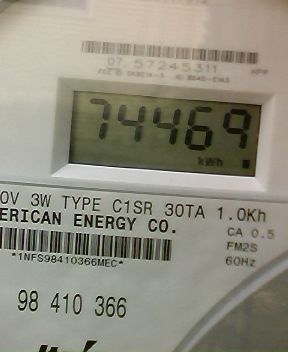 07 57245311
74469
kWh
0V 3W TYPE C1SR 30TA 1.0Kh
ERICAN ENERGY CO.
CA 0.5
FM2S
60Hz
*1NFS98410366MEC*
98 410 366